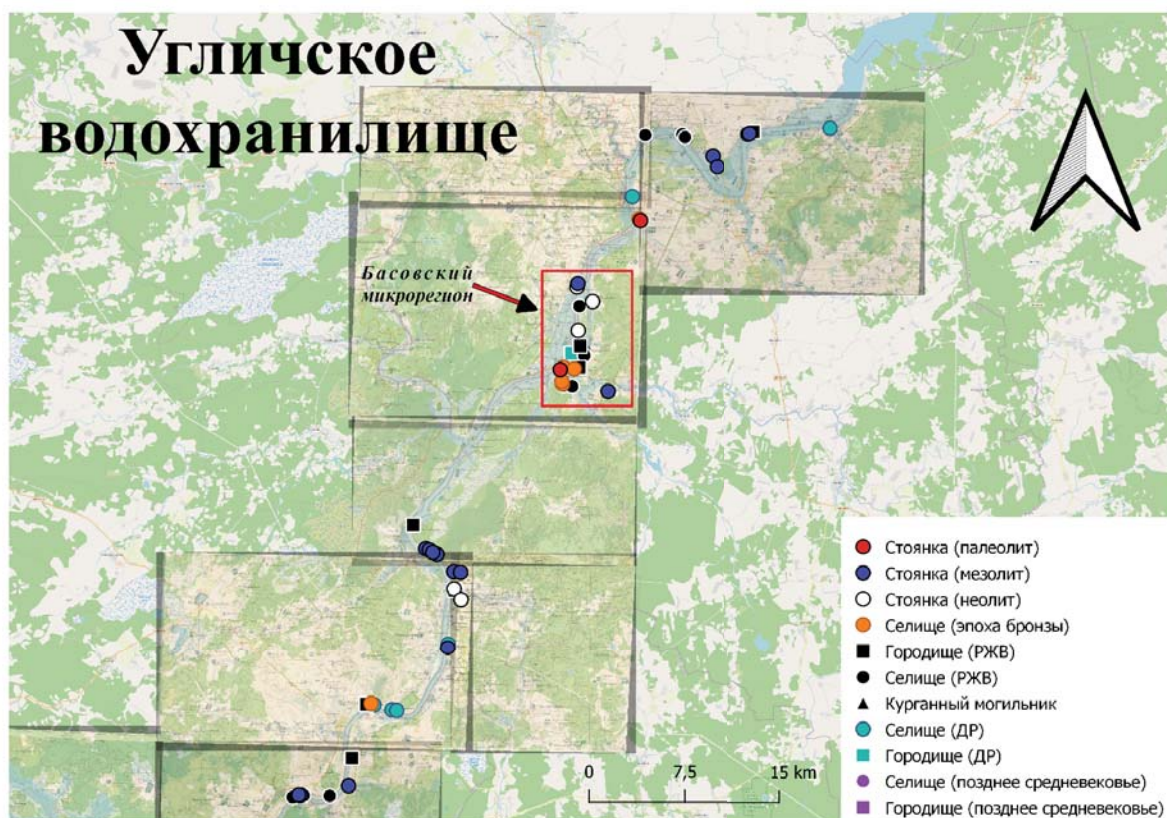 Угличское
водохранилище
Басовский
микрорегион
Стоянка (палеолит)
Стоянка (мезолит)
Стоянка (неолит)
Селище (эпоха бронзы)
Городище (РЖВ)
Селище (РЖВ)
Курганный могильник
Селище (ДР)
Городище (ДР)
Селище (позднее средневековье)
Городище (позднее средневековье)
0 7,5 15 km